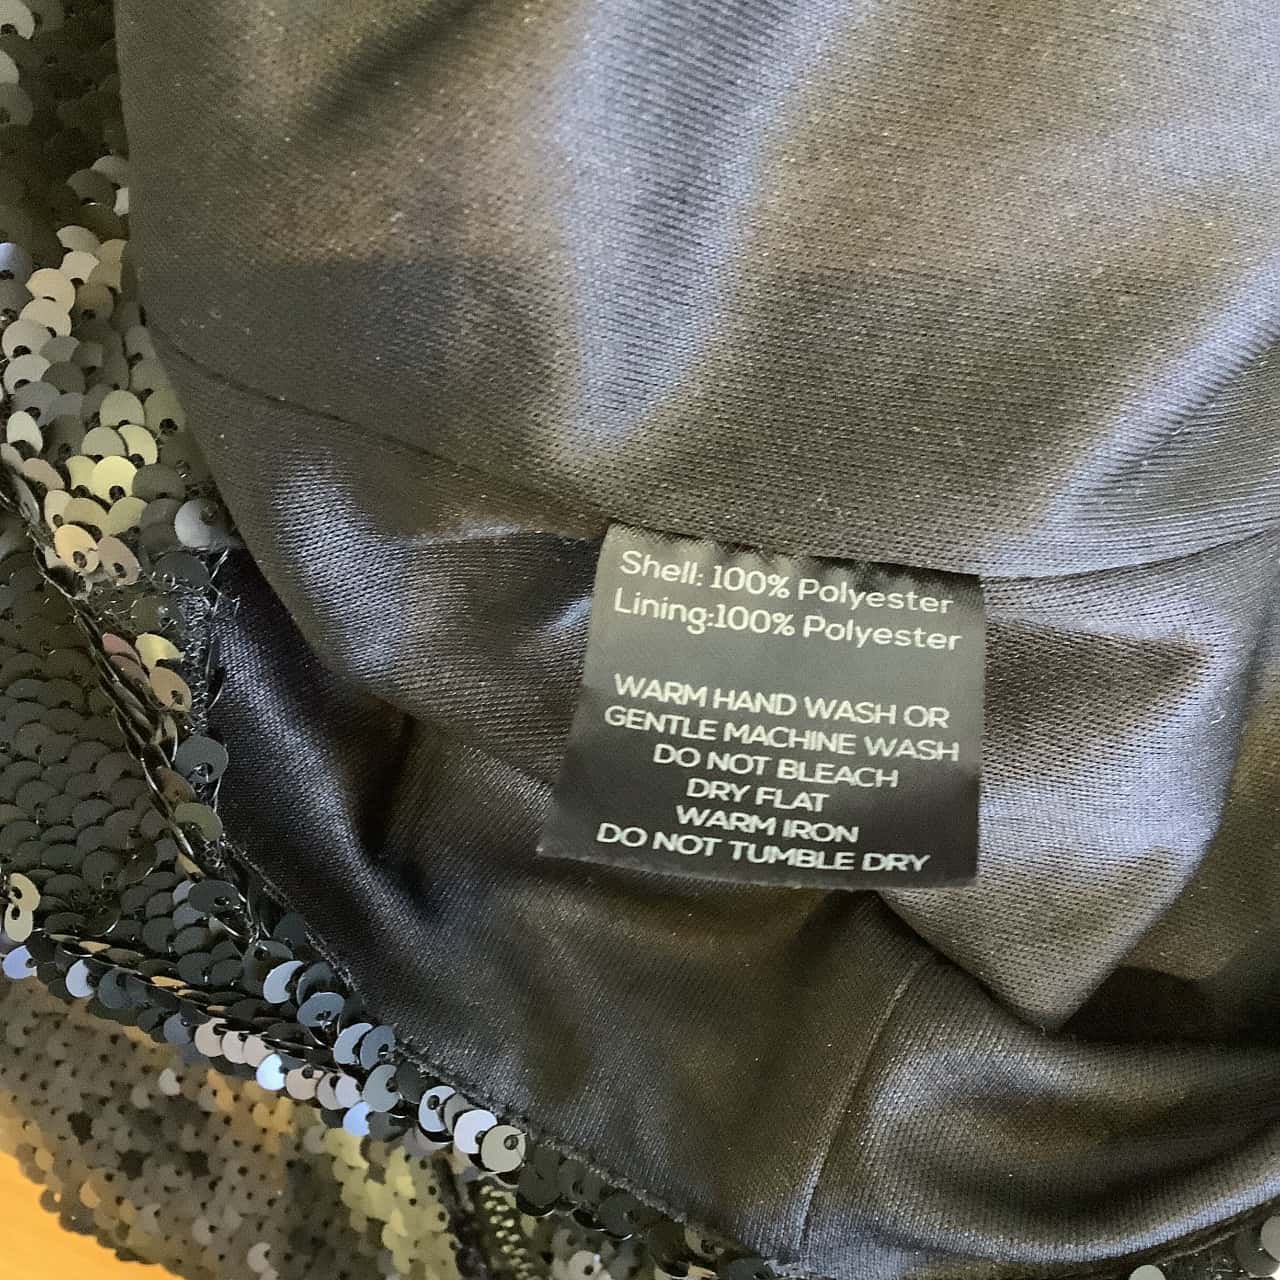 Shell: 100% Polyester
Lining:100% Polyester
WARM HAND WASH OR
GENTLE MACHINE WASH
DO NOT BLEACH
DRY FLAT
WARM IRON
DO NOT TUMBLE DRY